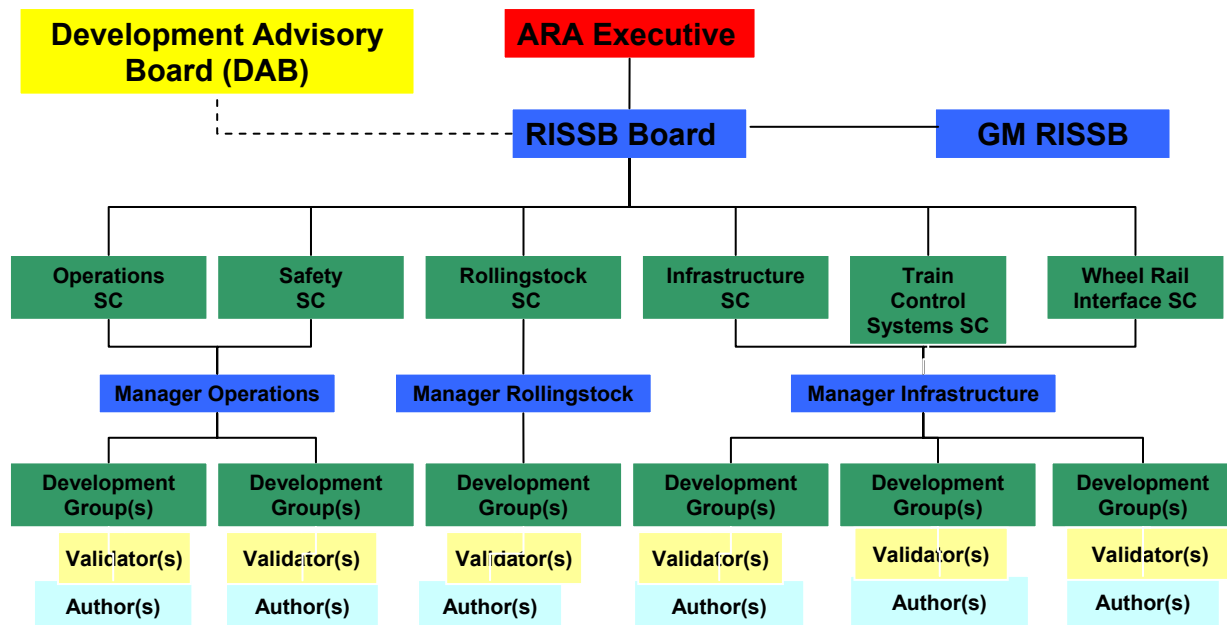 Development Advisory
Board (DAB)
ARA Executive
RISSB Board
GM RISSB
Operations
SC
Safety
SC
Rollingstock
SC
Infrastructure
SC
Train
Control
Systems SC
Wheel Rail
Interface SC
Manager Operations
Manager Rollingstock
Manager Infrastructure
Development
Group(s)
Development
Group(s)
Development
Group(s)
Development
Group(s)
Development
Group(s)
Development
Group(s)
Validator(s)
Validator(s)
Validator(s)
Validator(s)
Validator(s)
Validator(s)
Author(s)
Author(s)
Author(s)
Author(s)
Author(s)
Author(s)